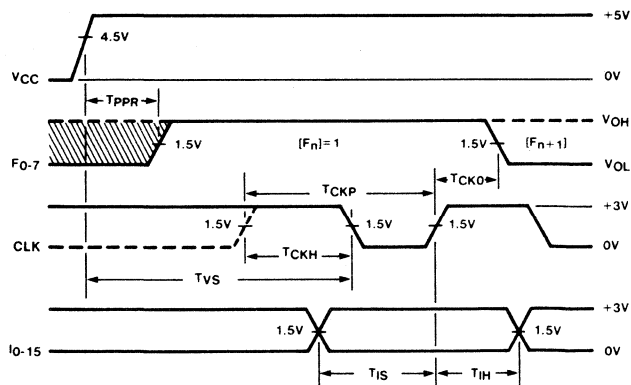 +5V
4.5V
VCC
0V
TPPR
VOH
1.5V
[Fn]=1
1.5V
[Fn+1]
F0-7
VOL
TCKP
TCKO
+3V
1.5V
1.5V
1.5V
CLK
TCKH
0V
TVS
+3V
1.5V
1.5V
I0-15
0V
TIS
TIH